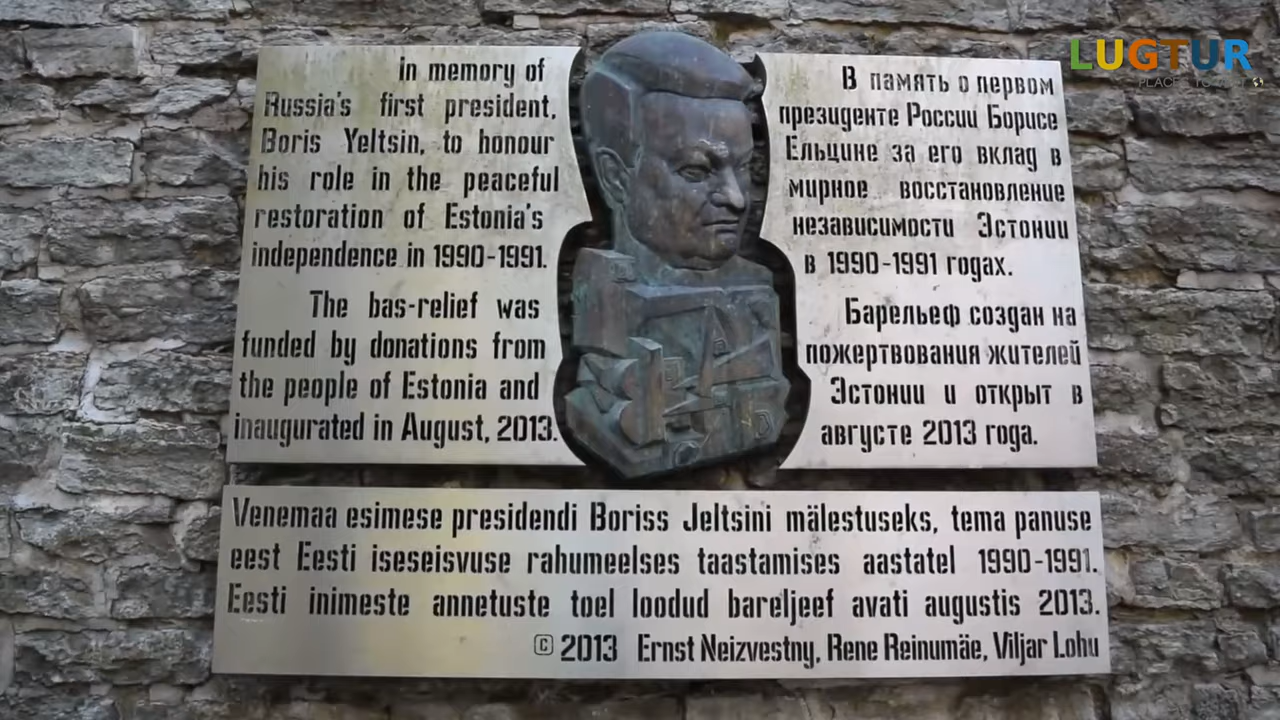 In memory of
Russia's first president,
Boris Yeltsin, to honour
his role in the peaceful
restoration of Estonia's
independence in 1990-1991.
The bas-relief was
funded by donations from
the people of Estonia and
inaugurated in August, 2013.
В память о первом
президенте России Борисе
Ельцине за его вклад в
мирное восстановление
независимости Эстонии
в 1990-1991 годах.
Барельеф создан на
пожертвования жителей
Эстонии и открыт в
августе 2013 года.
Venemaa esimese presidendi Boriss Jeltsini mälestuseks, tema panuse
eest Eesti iseseisvuse rahumeelses taastamises aastatel 1990-1991.
Eesti inimeste annetuste toel loodud bareljeef avati augustis 2013.
© 2013 Ernst Neizvestny, Rene Reinumäe, Viljar Lohu
LUGTUR